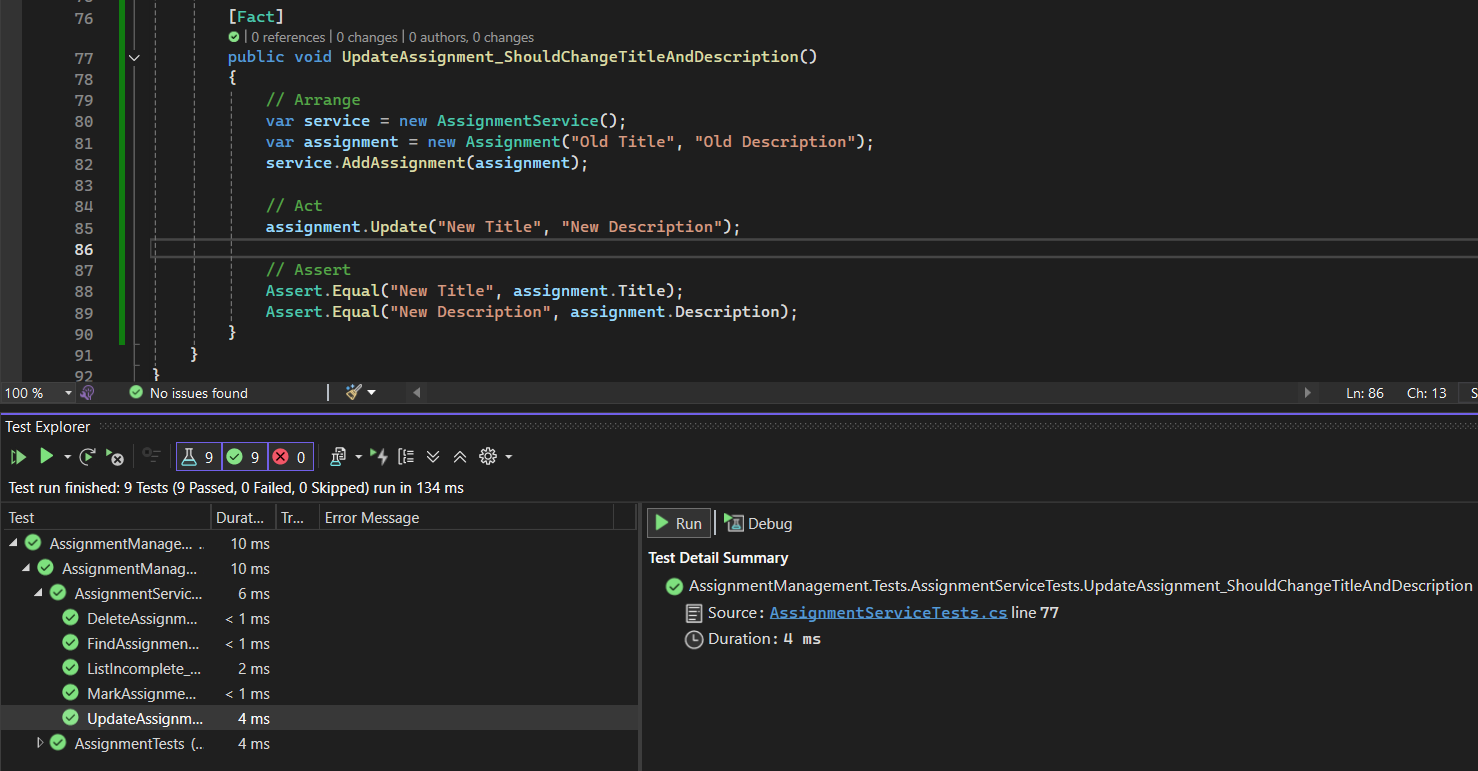 76 [Fact]
0 references | 0 changes | 0 authors, 0 changes
77 public void UpdateAssignment_ShouldChangeTitleAndDescription()
78 {
79 // Arrange
80 var service = new AssignmentService();
81 var assignment = new Assignment("Old Title", "Old Description");
82 service.AddAssignment(assignment);
83
84 // Act
85 assignment.Update("New Title", "New Description");
86
87 // Assert
88 Assert.Equal("New Title", assignment.Title);
89 Assert.Equal("New Description", assignment.Description);
90 }
91 }
92 }
100 % No issues found Ln: 86 Ch: 13 S
Test Explorer
9 9 0
Test run finished: 9 Tests (9 Passed, 0 Failed, 0 Skipped) run in 134 ms
Test Durat... Tr... Error Message
AssignmentManage... .. 10 ms
AssignmentManag... 10 ms
AssignmentServic... 6 ms
DeleteAssignm... < 1 ms
FindAssignmen... < 1 ms
ListIncomplete_... 2 ms
MarkAssignme... < 1 ms
UpdateAssignm... 4 ms
AssignmentTests (.. 4 ms
Run Debug
Test Detail Summary
AssignmentManagement.Tests.AssignmentServiceTests.UpdateAssignment_ShouldChangeTitleAndDescription
Source: AssignmentServiceTests.cs line 77
Duration: 4 ms